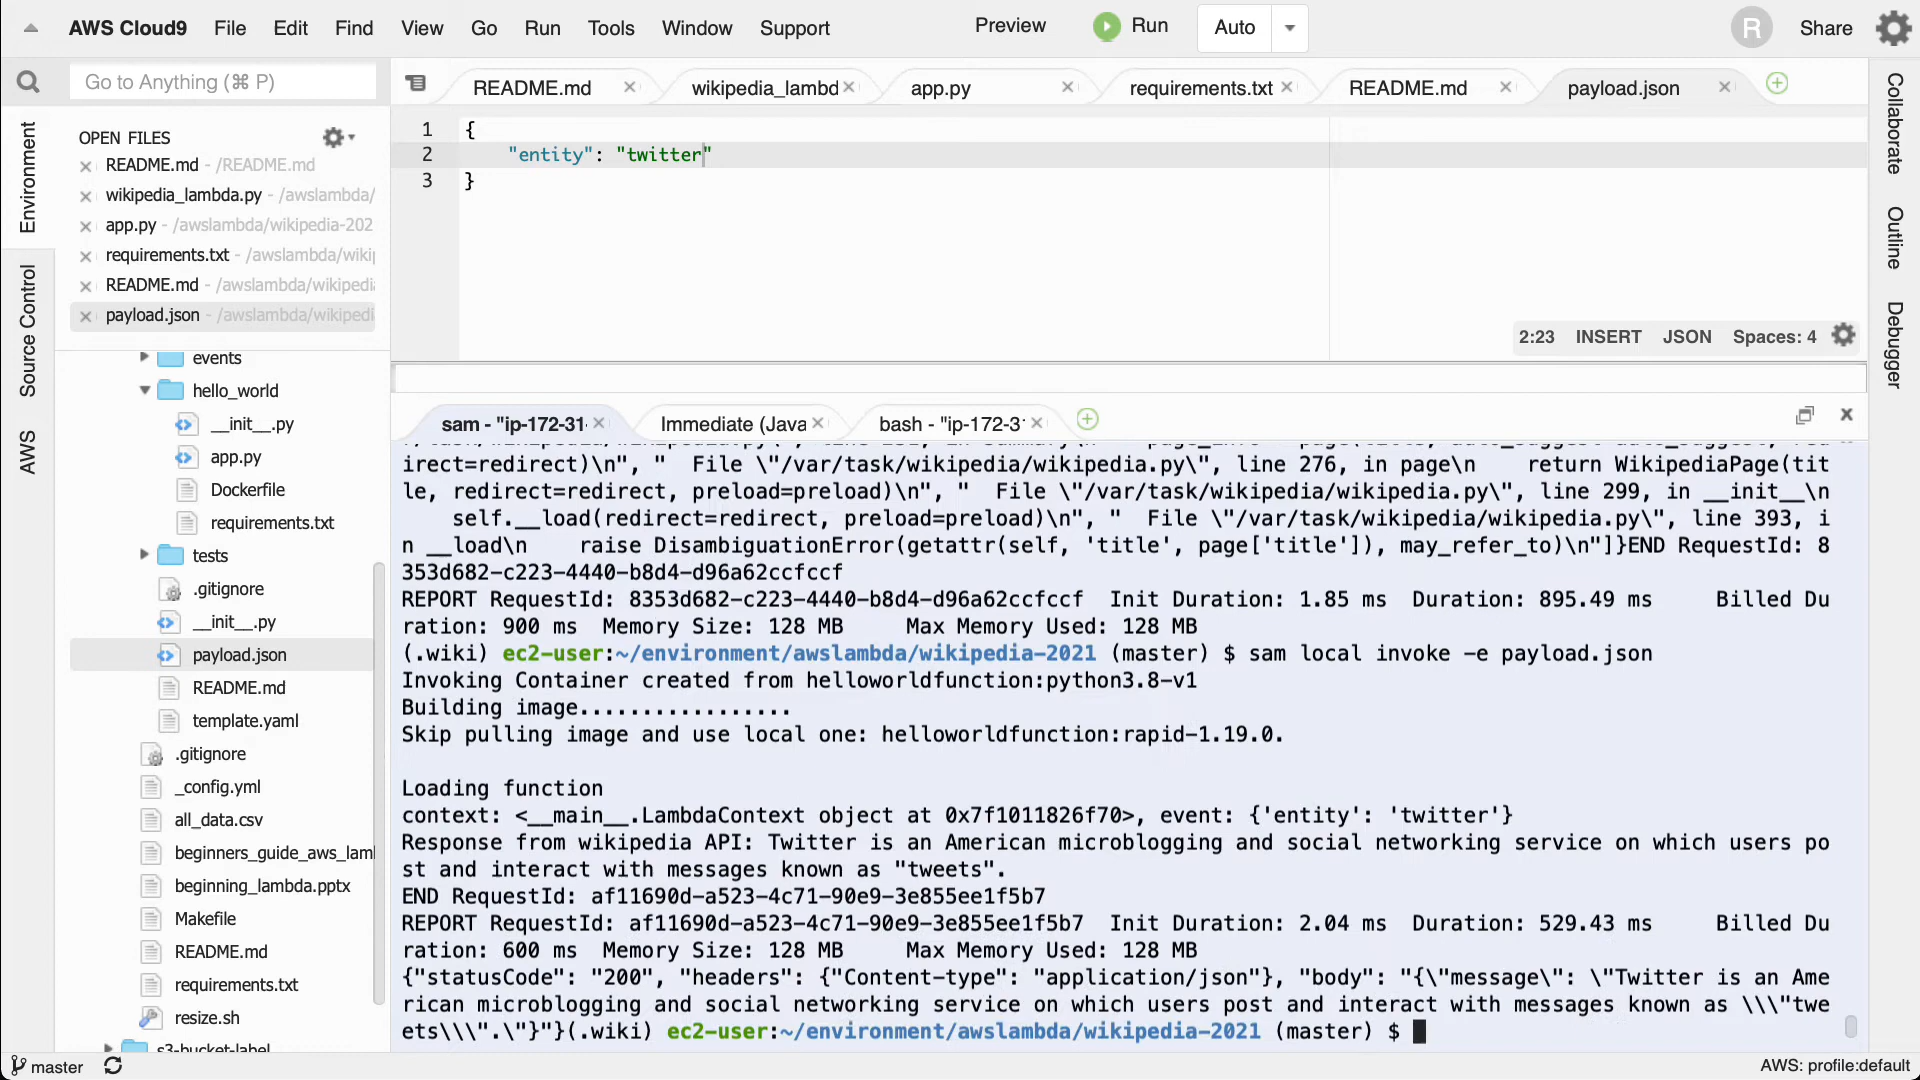 AWS Cloud9 File Edit Find View Go Run Tools Window Support Preview Run Auto R Share
Go to Anything (⌘ P)
README.md wikipedia_lambd app.py requirements.txt README.md payload.json
Environment
Source Control
AWS
OPEN FILES
README.md - /README.md
wikipedia_lambda.py - /awslambda/
app.py - /awslambda/wikipedia-202
requirements.txt - /awslambda/wiki
README.md - /awslambda/wikipedi
payload.json - /awslambda/wikipedi
events
hello_world
__init__.py
app.py
Dockerfile
requirements.txt
tests
.gitignore
__init__.py
payload.json
README.md
template.yaml
.gitignore
_config.yml
all_data.csv
beginners_guide_aws_lam
beginning_lambda.pptx
Makefile
README.md
requirements.txt
resize.sh
s3-bucket-label
1 {
2 "entity": "twitter"
3 }
2:23 INSERT JSON Spaces: 4
Collaborate
Outline
Debugger
sam - "ip-172-31- Immediate (Java bash - "ip-172-3
irect=redirect)\n", "  File \"/var/task/wikipedia/wikipedia.py\", line 276, in page\n    return WikipediaPage(tit
le, redirect=redirect, preload=preload)\n", "  File \"/var/task/wikipedia/wikipedia.py\", line 299, in __init__\n
    self.__load(redirect=redirect, preload=preload)\n", "  File \"/var/task/wikipedia/wikipedia.py\", line 393, i
n __load\n    raise DisambiguationError(getattr(self, 'title', page['title']), may_refer_to)\n"]}END RequestId: 8
353d682-c223-4440-b8d4-d96a62ccfccf
REPORT RequestId: 8353d682-c223-4440-b8d4-d96a62ccfccf  Init Duration: 1.85 ms  Duration: 895.49 ms     Billed Du
ration: 900 ms  Memory Size: 128 MB     Max Memory Used: 128 MB
(.wiki) ec2-user:~/environment/awslambda/wikipedia-2021 (master) $ sam local invoke -e payload.json
Invoking Container created from helloworldfunction:python3.8-v1
Building image.................
Skip pulling image and use local one: helloworldfunction:rapid-1.19.0.
Loading function
context: <__main__.LambdaContext object at 0x7f1011826f70>, event: {'entity': 'twitter'}
Response from wikipedia API: Twitter is an American microblogging and social networking service on which users po
st and interact with messages known as "tweets".
END RequestId: af11690d-a523-4c71-90e9-3e855ee1f5b7
REPORT RequestId: af11690d-a523-4c71-90e9-3e855ee1f5b7  Init Duration: 2.04 ms  Duration: 529.43 ms     Billed Du
ration: 600 ms  Memory Size: 128 MB     Max Memory Used: 128 MB
{"statusCode": "200", "headers": {"Content-type": "application/json"}, "body": "{\"message\": \"Twitter is an Ame
rican microblogging and social networking service on which users post and interact with messages known as \\\"twe
ets\\\".\"}"}(.wiki) ec2-user:~/environment/awslambda/wikipedia-2021 (master) $
master
AWS: profile:default